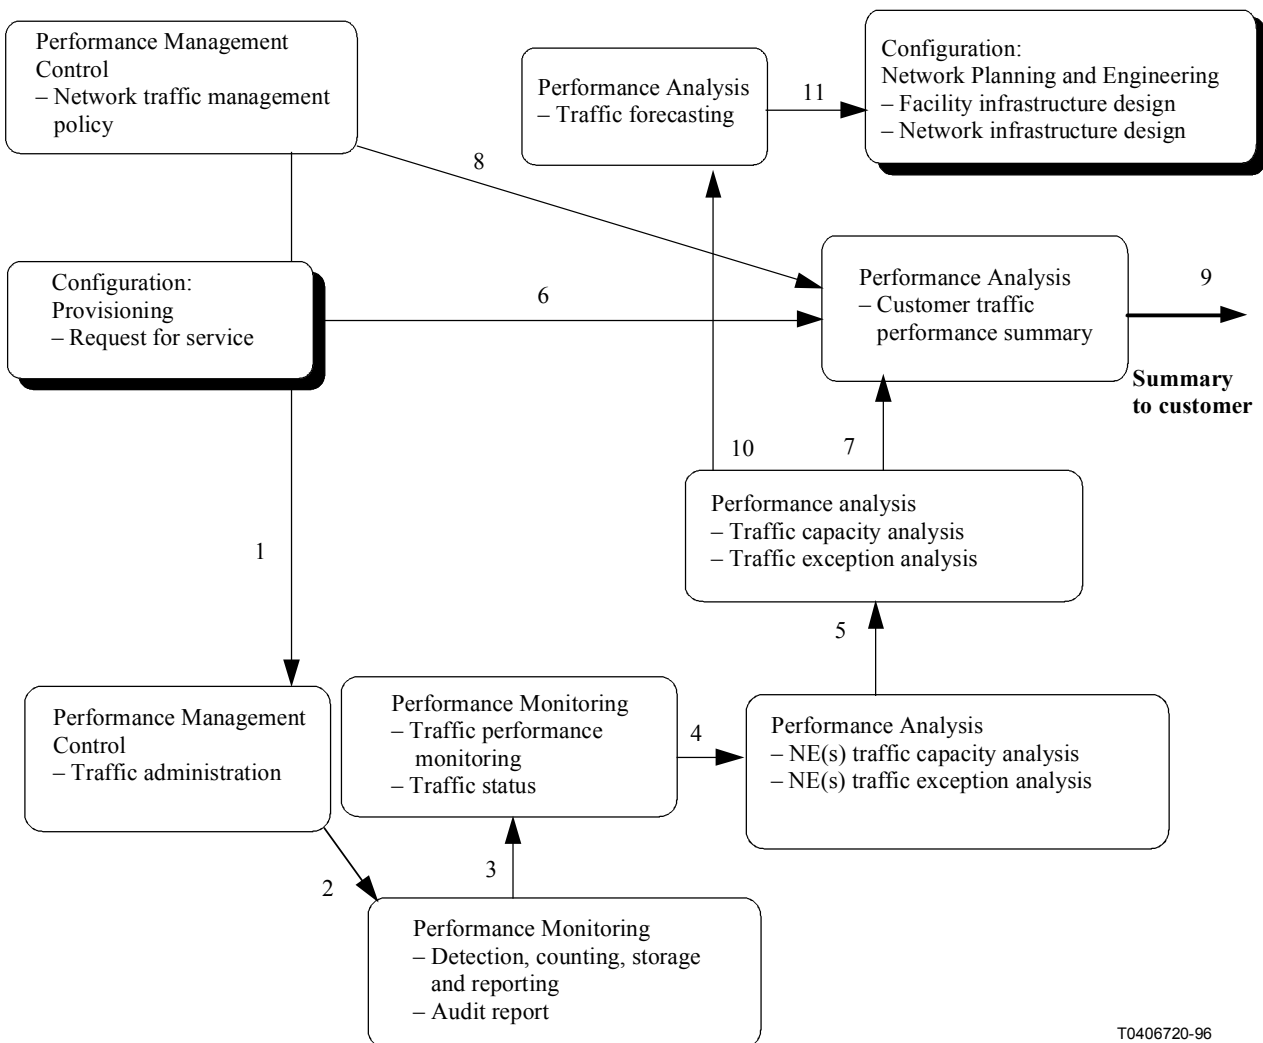 Performance Management
Control
– Network traffic management
policy
Performance Analysis
– Traffic forecasting
11
Configuration:
Network Planning and Engineering
– Facility infrastructure design
– Network infrastructure design
8
Configuration:
Provisioning
– Request for service
6
Performance Analysis
– Customer traffic
performance summary
9
Summary
to customer
10
7
Performance analysis
– Traffic capacity analysis
– Traffic exception analysis
1
5
Performance Management
Control
– Traffic administration
Performance Monitoring
– Traffic performance
monitoring
– Traffic status
4
Performance Analysis
– NE(s) traffic capacity analysis
– NE(s) traffic exception analysis
2
3
Performance Monitoring
– Detection, counting, storage
and reporting
– Audit report
T0406720-96